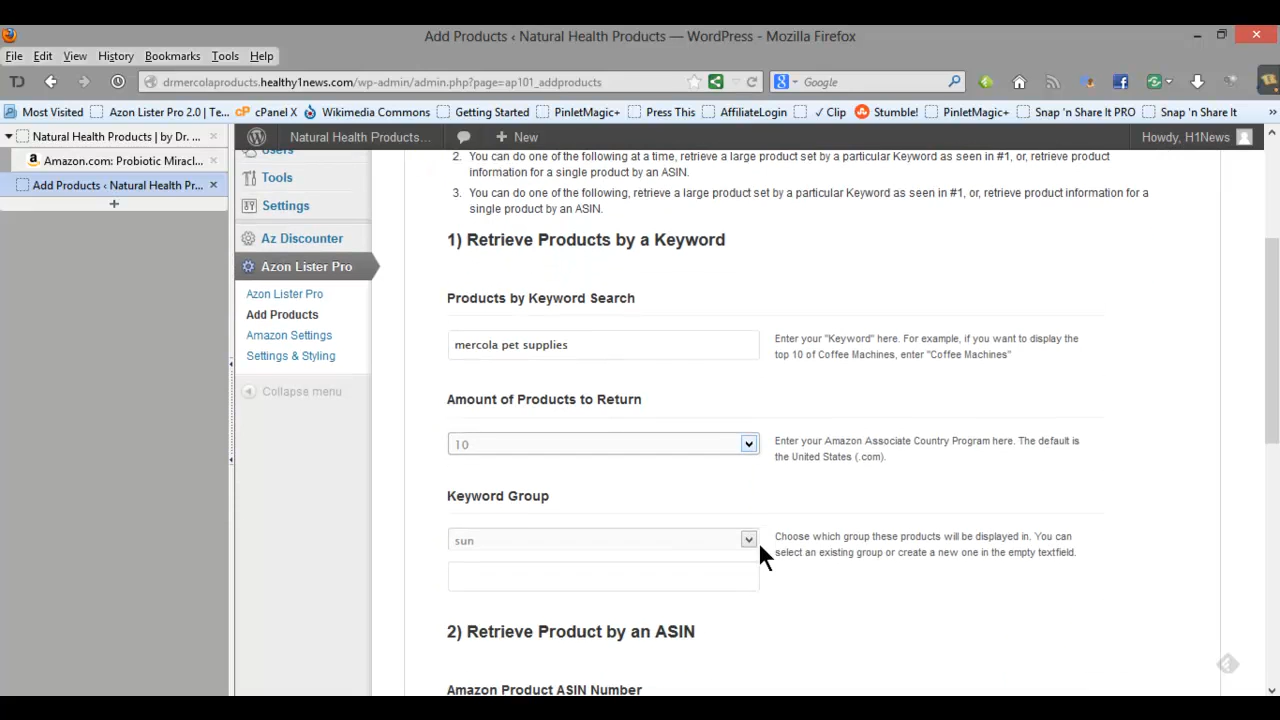 Add Products ‹ Natural Health Products — WordPress - Mozilla Firefox
File Edit View History Bookmarks Tools Help
drmercolaproducts.healthy1news.com/wp-admin/admin.php?page=ap101_addproducts
Google
Most Visited Azon Lister Pro 2.0 | Te... cPanel X Wikimedia Commons Getting Started PinletMagic+ Press This AffiliateLogin ✓ Clip Stumble! PinletMagic+ Snap 'n Share It PRO Snap 'n Share It »
Natural Health Products | by Dr. ...
Amazon.com: Probiotic Miracl...
Add Products ‹ Natural Health Pr...
Natural Health Products... + New Howdy, H1News
Users
Tools
Settings
Az Discounter
Azon Lister Pro
Azon Lister Pro
Add Products
Amazon Settings
Settings & Styling
Collapse menu
2. You can do one of the following at a time, retrieve a large product set by a particular Keyword as seen in #1, or, retrieve product
information for a single product by an ASIN.
3. You can do one of the following, retrieve a large product set by a particular Keyword as seen in #1, or, retrieve product information for a
single product by an ASIN.
1) Retrieve Products by a Keyword
Products by Keyword Search
mercola pet supplies
Enter your "Keyword" here. For example, if you want to display the
top 10 of Coffee Machines, enter "Coffee Machines"
Amount of Products to Return
10
Enter your Amazon Associate Country Program here. The default is
the United States (.com).
Keyword Group
sun
Choose which group these products will be displayed in. You can
select an existing group or create a new one in the empty textfield.
2) Retrieve Product by an ASIN
Amazon Product ASIN Number